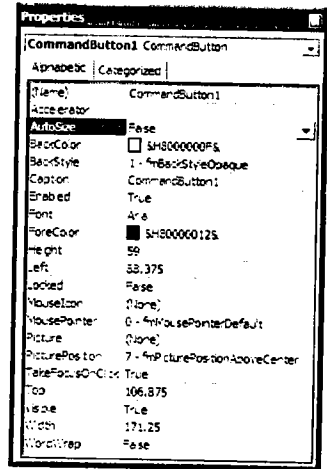 Properties
CommandButton1 CommandButton
Alphabetic Categorized
(Name) CommandButton1
Accelerator
AutoSize False
BackColor &H8000000F&
BackStyle 1 - fmBackStyleOpaque
Caption CommandButton1
Enabled True
Font Arial
ForeColor &H80000012&
Height 59
Left 33.375
Locked False
MouseIcon (None)
MousePointer 0 - fmMousePointerDefault
Picture (None)
PicturePosition 7 - fmPicturePositionAboveCenter
TakeFocusOnClick True
Top 106.875
Visible True
Width 171.25
WordWrap False